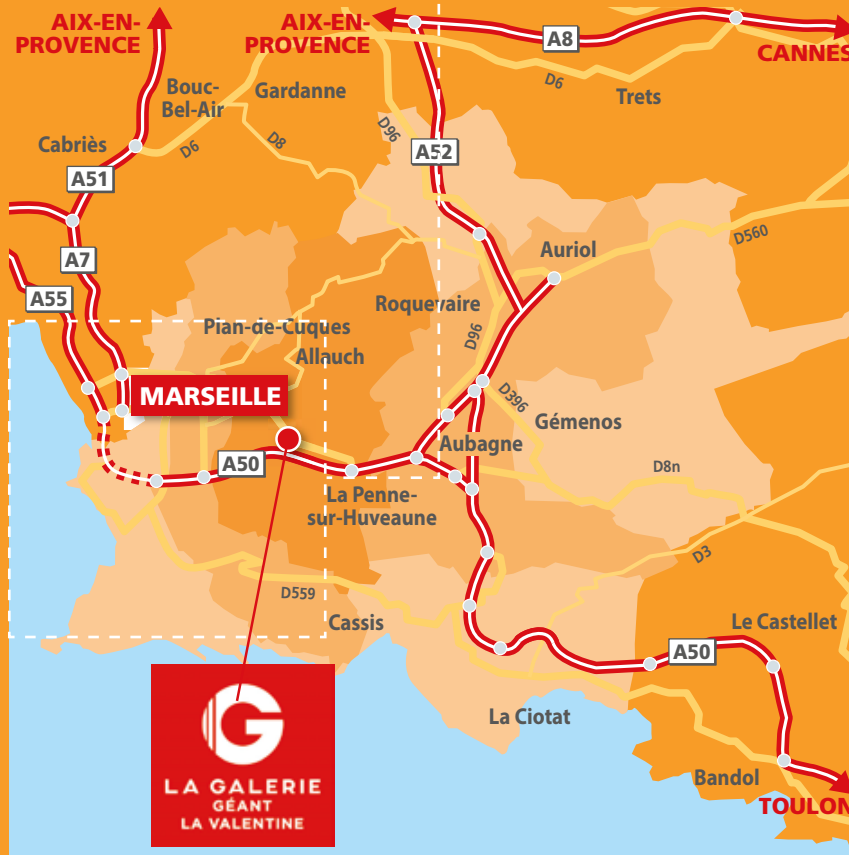 AIX-EN-
PROVENCE
AIX-EN-
PROVENCE
A8
CANNES
Bouc-
Bel-Air
Gardanne
D6
Trets
Cabriès
D6
D8
D96
A52
A51
A7
Auriol
D560
A55
Roquevaire
Plan-de-Cuques
Allauch
D96
MARSEILLE
D396
Gémenos
A50
Aubagne
D8n
La Penne-
sur-Huveaune
D3
D559
Cassis
Le Castellet
A50
La Ciotat
Bandol
TOULON
G
LA GALERIE
GÉANT
LA VALENTINE